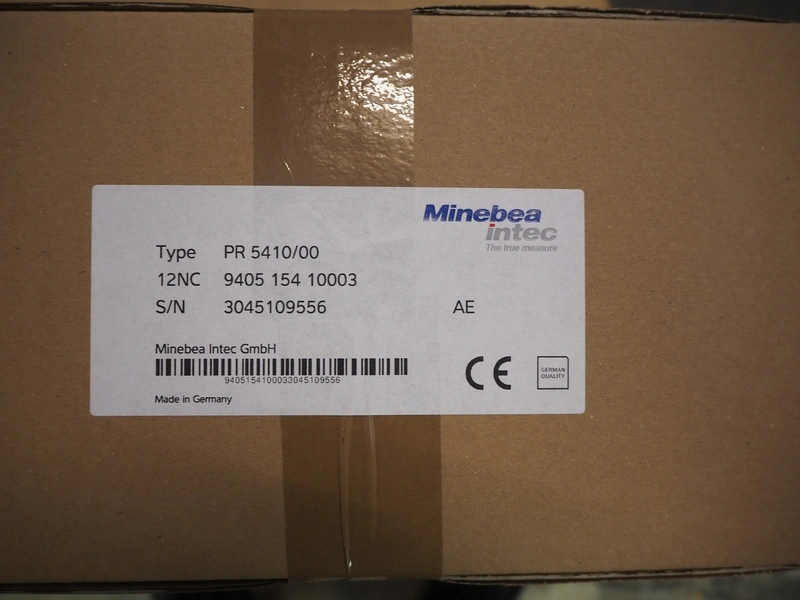 Minebea
intec
The true measure
Type PR 5410/00
12NC 9405 154 10003
S/N 3045109556 AE
Minebea Intec GmbH
9405154100033045109556
Made in Germany
CE
GERMAN
QUALITY